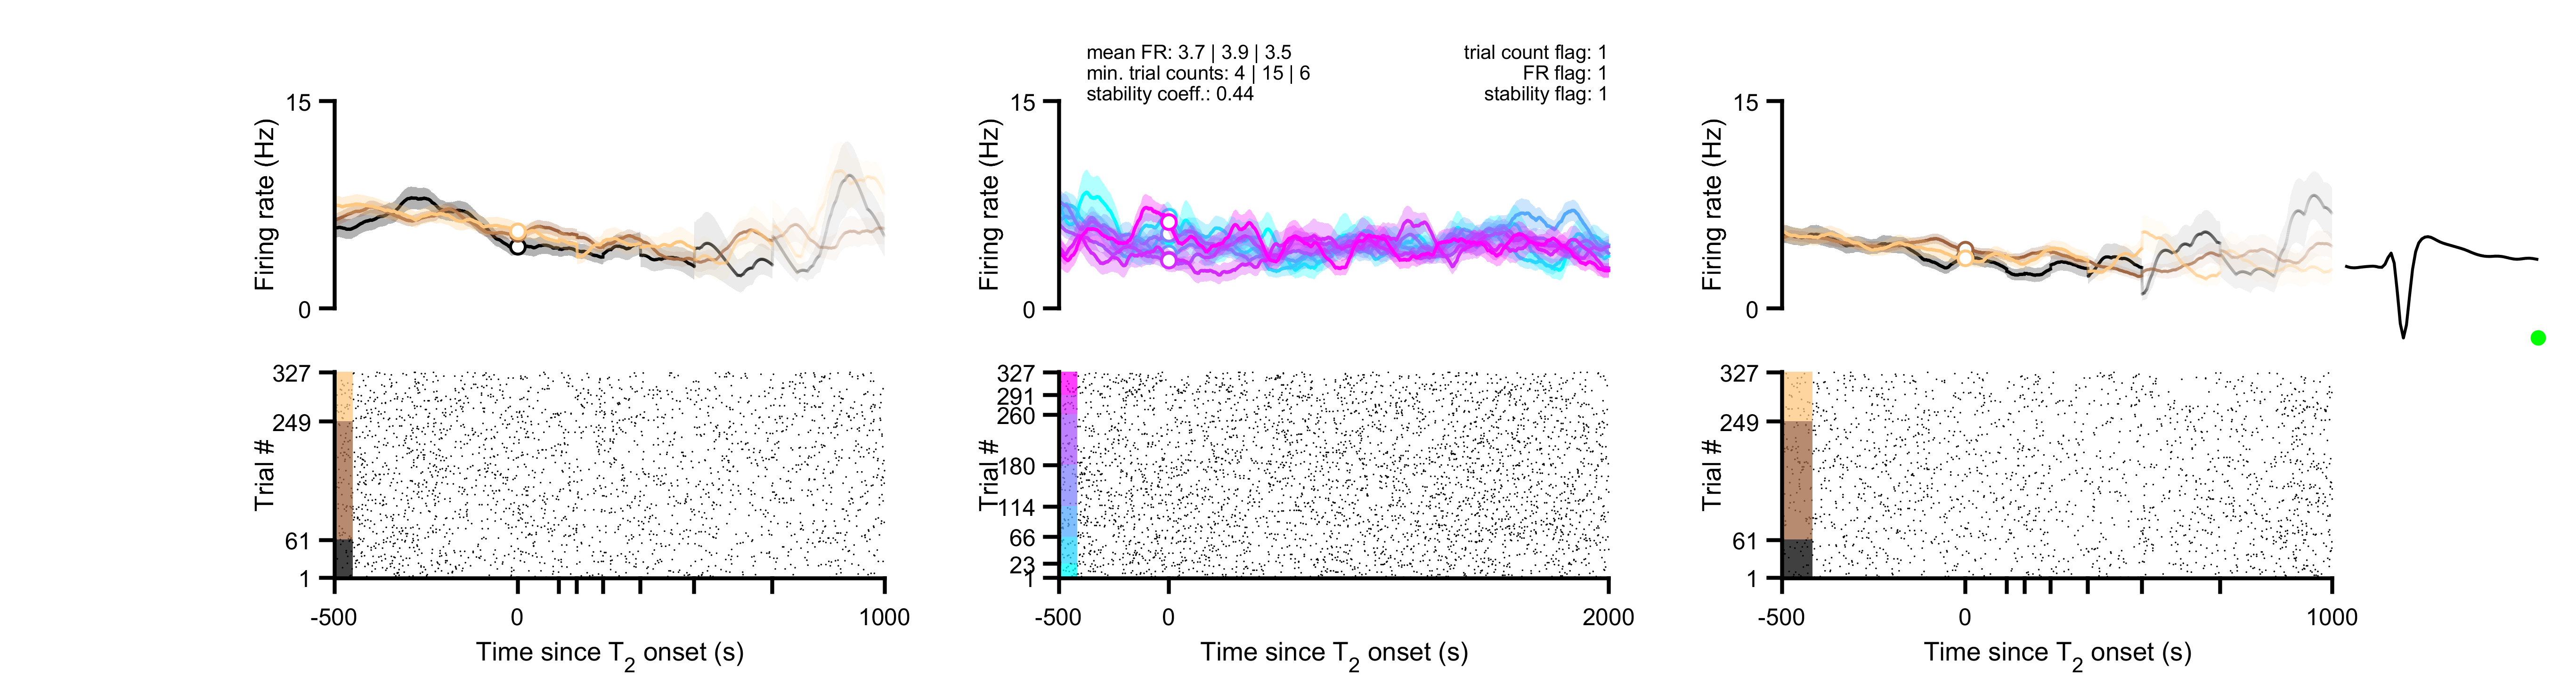 mean FR: 3.7 | 3.9 | 3.5
min. trial counts: 4 | 15 | 6
stability coeff.: 0.44
trial count flag: 1
FR flag: 1
stability flag: 1
15
Firing rate (Hz)
0
327
249
Trial #
61
1
-500
0
1000
Time since T2 onset (s)
15
Firing rate (Hz)
0
327
291
260
Trial #
180
114
66
23
1
-500
0
2000
Time since T2 onset (s)
15
Firing rate (Hz)
0
327
249
Trial #
61
1
-500
0
1000
Time since T2 onset (s)